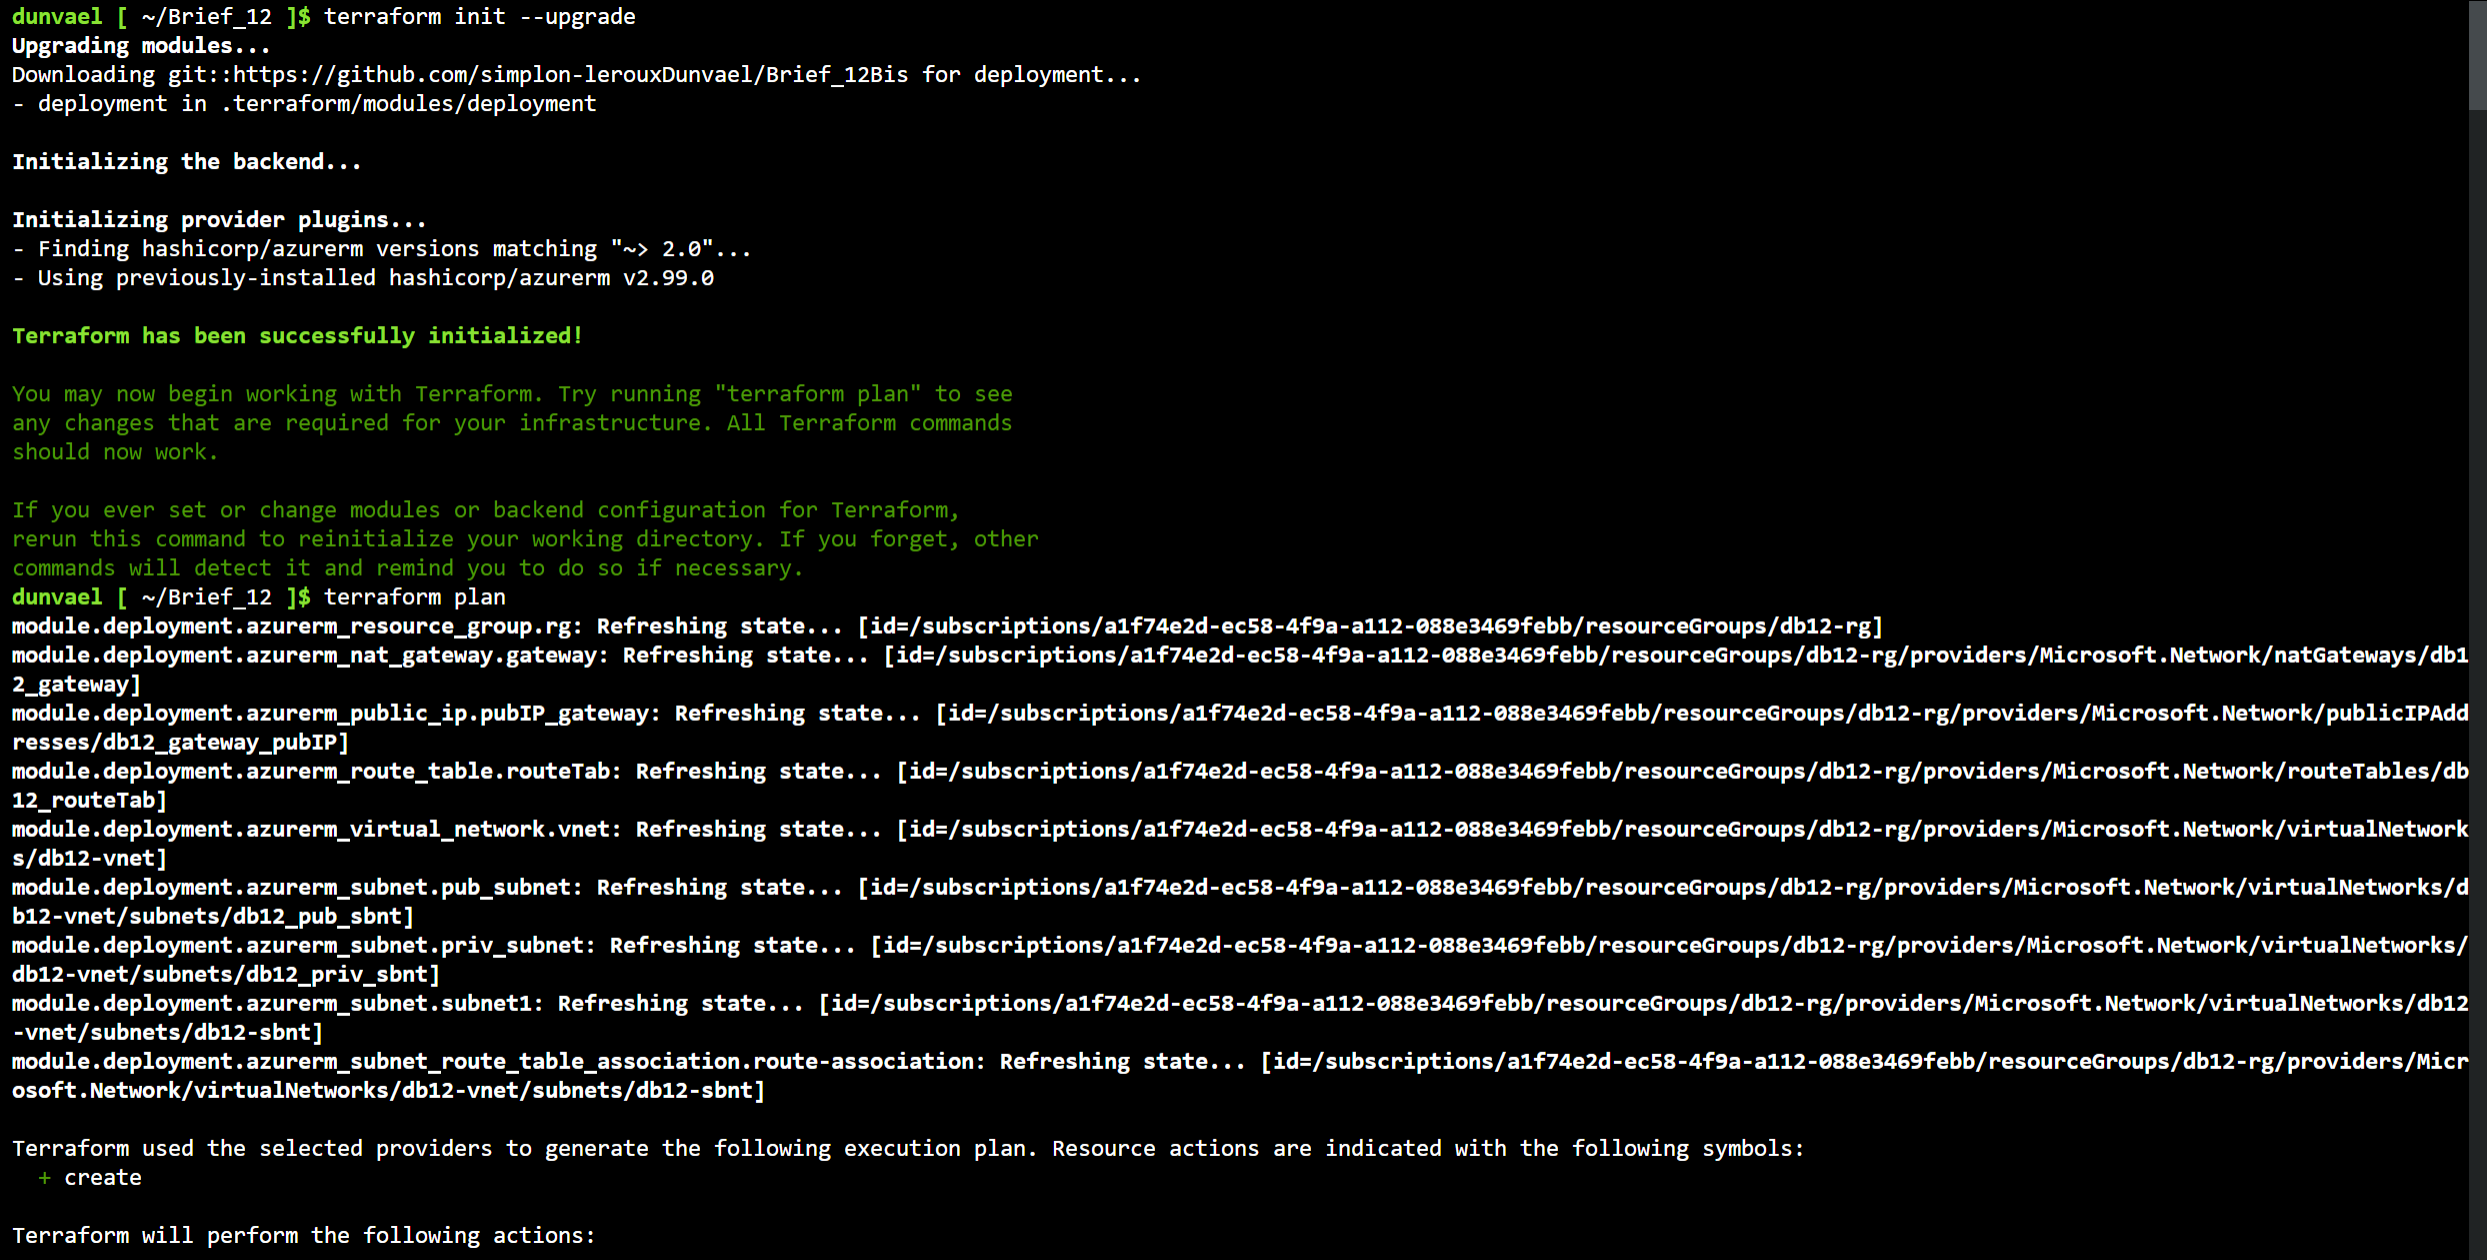 dunvael [ ~/Brief_12 ]$ terraform init --upgrade
Upgrading modules...
Downloading git::https://github.com/simplon-lerouxDunvael/Brief_12Bis for deployment...
- deployment in .terraform/modules/deployment
Initializing the backend...
Initializing provider plugins...
- Finding hashicorp/azurerm versions matching "~> 2.0"...
- Using previously-installed hashicorp/azurerm v2.99.0
Terraform has been successfully initialized!
You may now begin working with Terraform. Try running "terraform plan" to see
any changes that are required for your infrastructure. All Terraform commands
should now work.
If you ever set or change modules or backend configuration for Terraform,
rerun this command to reinitialize your working directory. If you forget, other
commands will detect it and remind you to do so if necessary.
dunvael [ ~/Brief_12 ]$ terraform plan
module.deployment.azurerm_resource_group.rg: Refreshing state... [id=/subscriptions/a1f74e2d-ec58-4f9a-a112-088e3469febb/resourceGroups/db12-rg]
module.deployment.azurerm_nat_gateway.gateway: Refreshing state... [id=/subscriptions/a1f74e2d-ec58-4f9a-a112-088e3469febb/resourceGroups/db12-rg/providers/Microsoft.Network/natGateways/db1
2_gateway]
module.deployment.azurerm_public_ip.pubIP_gateway: Refreshing state... [id=/subscriptions/a1f74e2d-ec58-4f9a-a112-088e3469febb/resourceGroups/db12-rg/providers/Microsoft.Network/publicIPAdd
resses/db12_gateway_pubIP]
module.deployment.azurerm_route_table.routeTab: Refreshing state... [id=/subscriptions/a1f74e2d-ec58-4f9a-a112-088e3469febb/resourceGroups/db12-rg/providers/Microsoft.Network/routeTables/db
12_routeTab]
module.deployment.azurerm_virtual_network.vnet: Refreshing state... [id=/subscriptions/a1f74e2d-ec58-4f9a-a112-088e3469febb/resourceGroups/db12-rg/providers/Microsoft.Network/virtualNetwork
s/db12-vnet]
module.deployment.azurerm_subnet.pub_subnet: Refreshing state... [id=/subscriptions/a1f74e2d-ec58-4f9a-a112-088e3469febb/resourceGroups/db12-rg/providers/Microsoft.Network/virtualNetworks/d
b12-vnet/subnets/db12_pub_sbnt]
module.deployment.azurerm_subnet.priv_subnet: Refreshing state... [id=/subscriptions/a1f74e2d-ec58-4f9a-a112-088e3469febb/resourceGroups/db12-rg/providers/Microsoft.Network/virtualNetworks/
db12-vnet/subnets/db12_priv_sbnt]
module.deployment.azurerm_subnet.subnet1: Refreshing state... [id=/subscriptions/a1f74e2d-ec58-4f9a-a112-088e3469febb/resourceGroups/db12-rg/providers/Microsoft.Network/virtualNetworks/db12
-vnet/subnets/db12-sbnt]
module.deployment.azurerm_subnet_route_table_association.route-association: Refreshing state... [id=/subscriptions/a1f74e2d-ec58-4f9a-a112-088e3469febb/resourceGroups/db12-rg/providers/Micr
osoft.Network/virtualNetworks/db12-vnet/subnets/db12-sbnt]
Terraform used the selected providers to generate the following execution plan. Resource actions are indicated with the following symbols:
+ create
Terraform will perform the following actions: